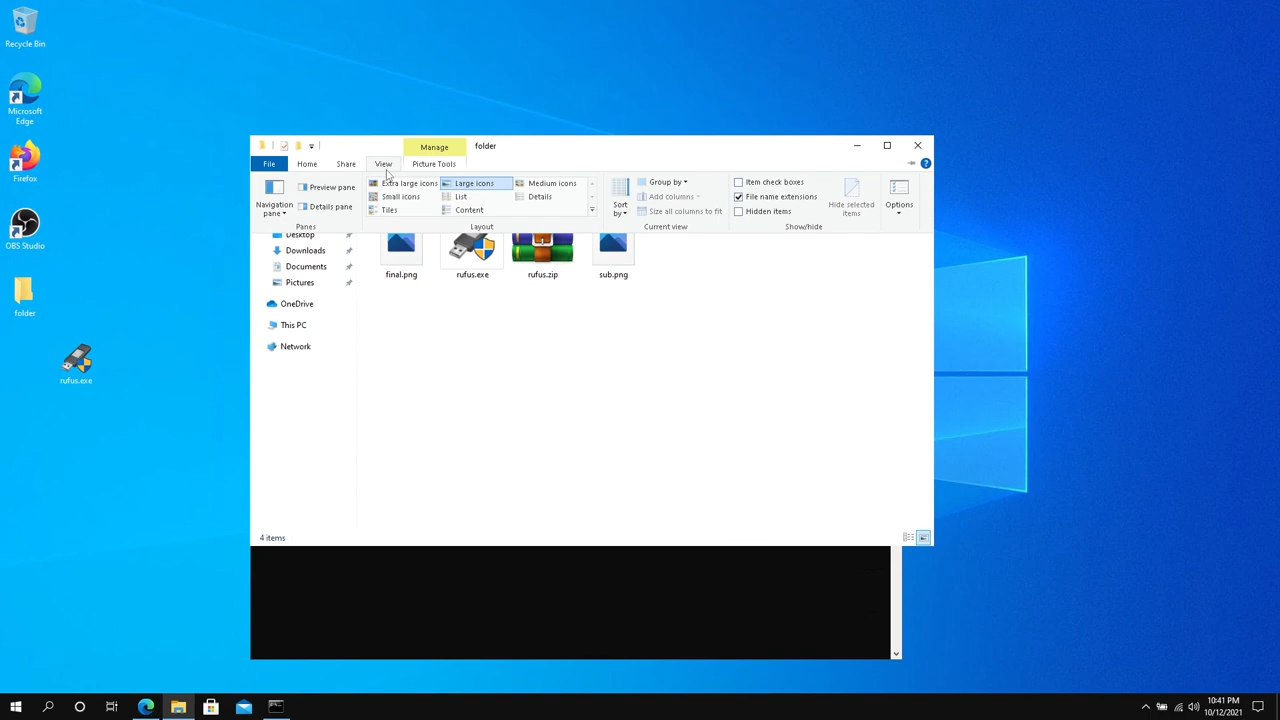 Recycle Bin
Microsoft
Edge
Firefox
OBS Studio
folder
rufus.exe
Manage
folder
File
Home
Share
View
Picture Tools
Navigation
pane
Preview pane
Details pane
Panes
Extra large icons
Large icons
Medium icons
Small icons
List
Details
Tiles
Content
Layout
Sort
by
Group by
Add columns
Size all columns to fit
Current view
Item check boxes
File name extensions
Hidden items
Hide selected
items
Show/hide
Options
Desktop
Downloads
Documents
Pictures
OneDrive
This PC
Network
final.png
rufus.exe
rufus.zip
sub.png
4 items
10:41 PM
10/12/2021